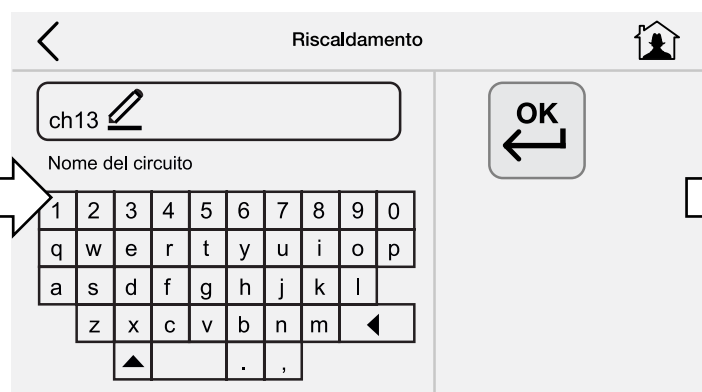 Riscaldamento
ch13
OK
Nome del circuito
1 2 3 4 5 6 7 8 9 0
q w e r t y u i o p
a s d f g h j k l
z x c v b n m
. ,